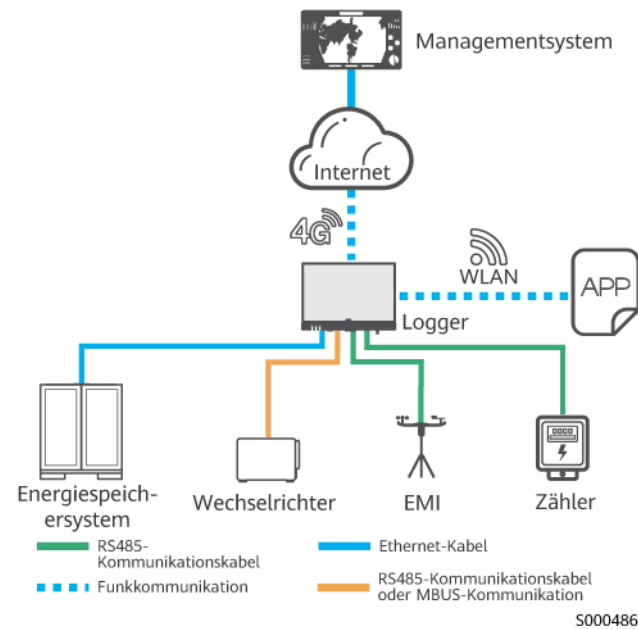 Managementsystem
Internet
4G
WLAN
APP
Logger
Energiespeich-
ersystem
Wechselrichter
EMI
Zähler
RS485-
Kommunikationskabel
Ethernet-Kabel
Funkkommunikation
RS485-Kommunikationskabel
oder MBUS-Kommunikation
S000486